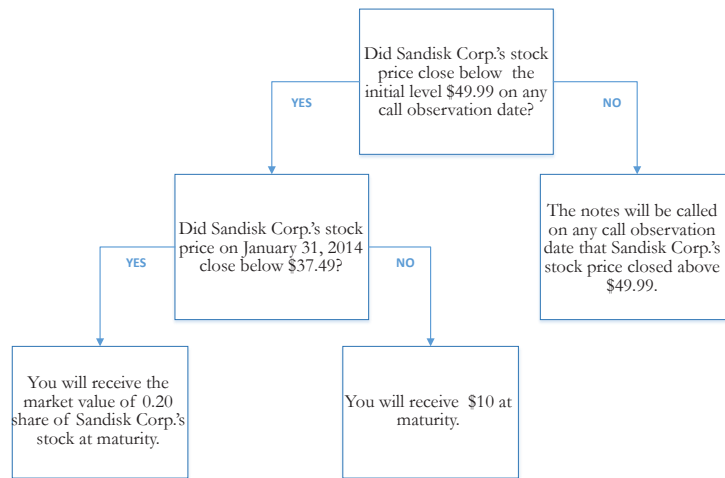 Did Sandisk Corp.'s stock
price close below the
initial level $49.99 on any
call observation date?
YES
NO
Did Sandisk Corp.'s stock
price on January 31, 2014
close below $37.49?
The notes will be called
on any call observation
date that Sandisk Corp.'s
stock price closed above
$49.99.
YES
NO
You will receive the
market value of 0.20
share of Sandisk Corp.'s
stock at maturity.
You will receive $10 at
maturity.